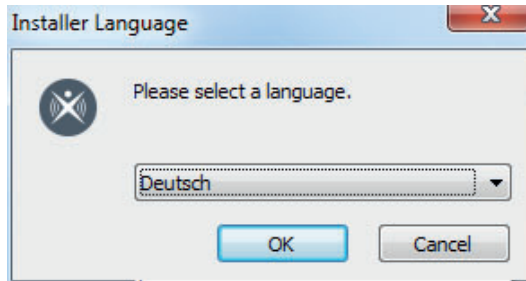 Installer Language
Please select a language.
Deutsch
OK
Cancel